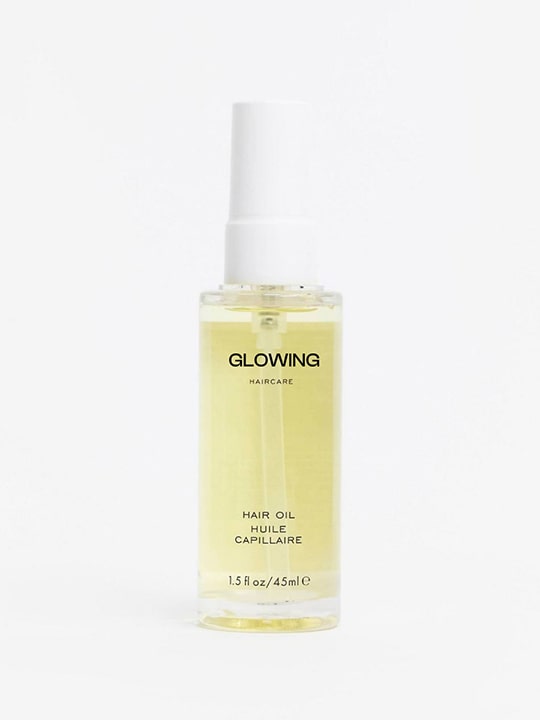 GLOWING
HAIRCARE
HAIR OIL
HUILE
CAPILLAIRE
1.5 fl oz/45ml ℮